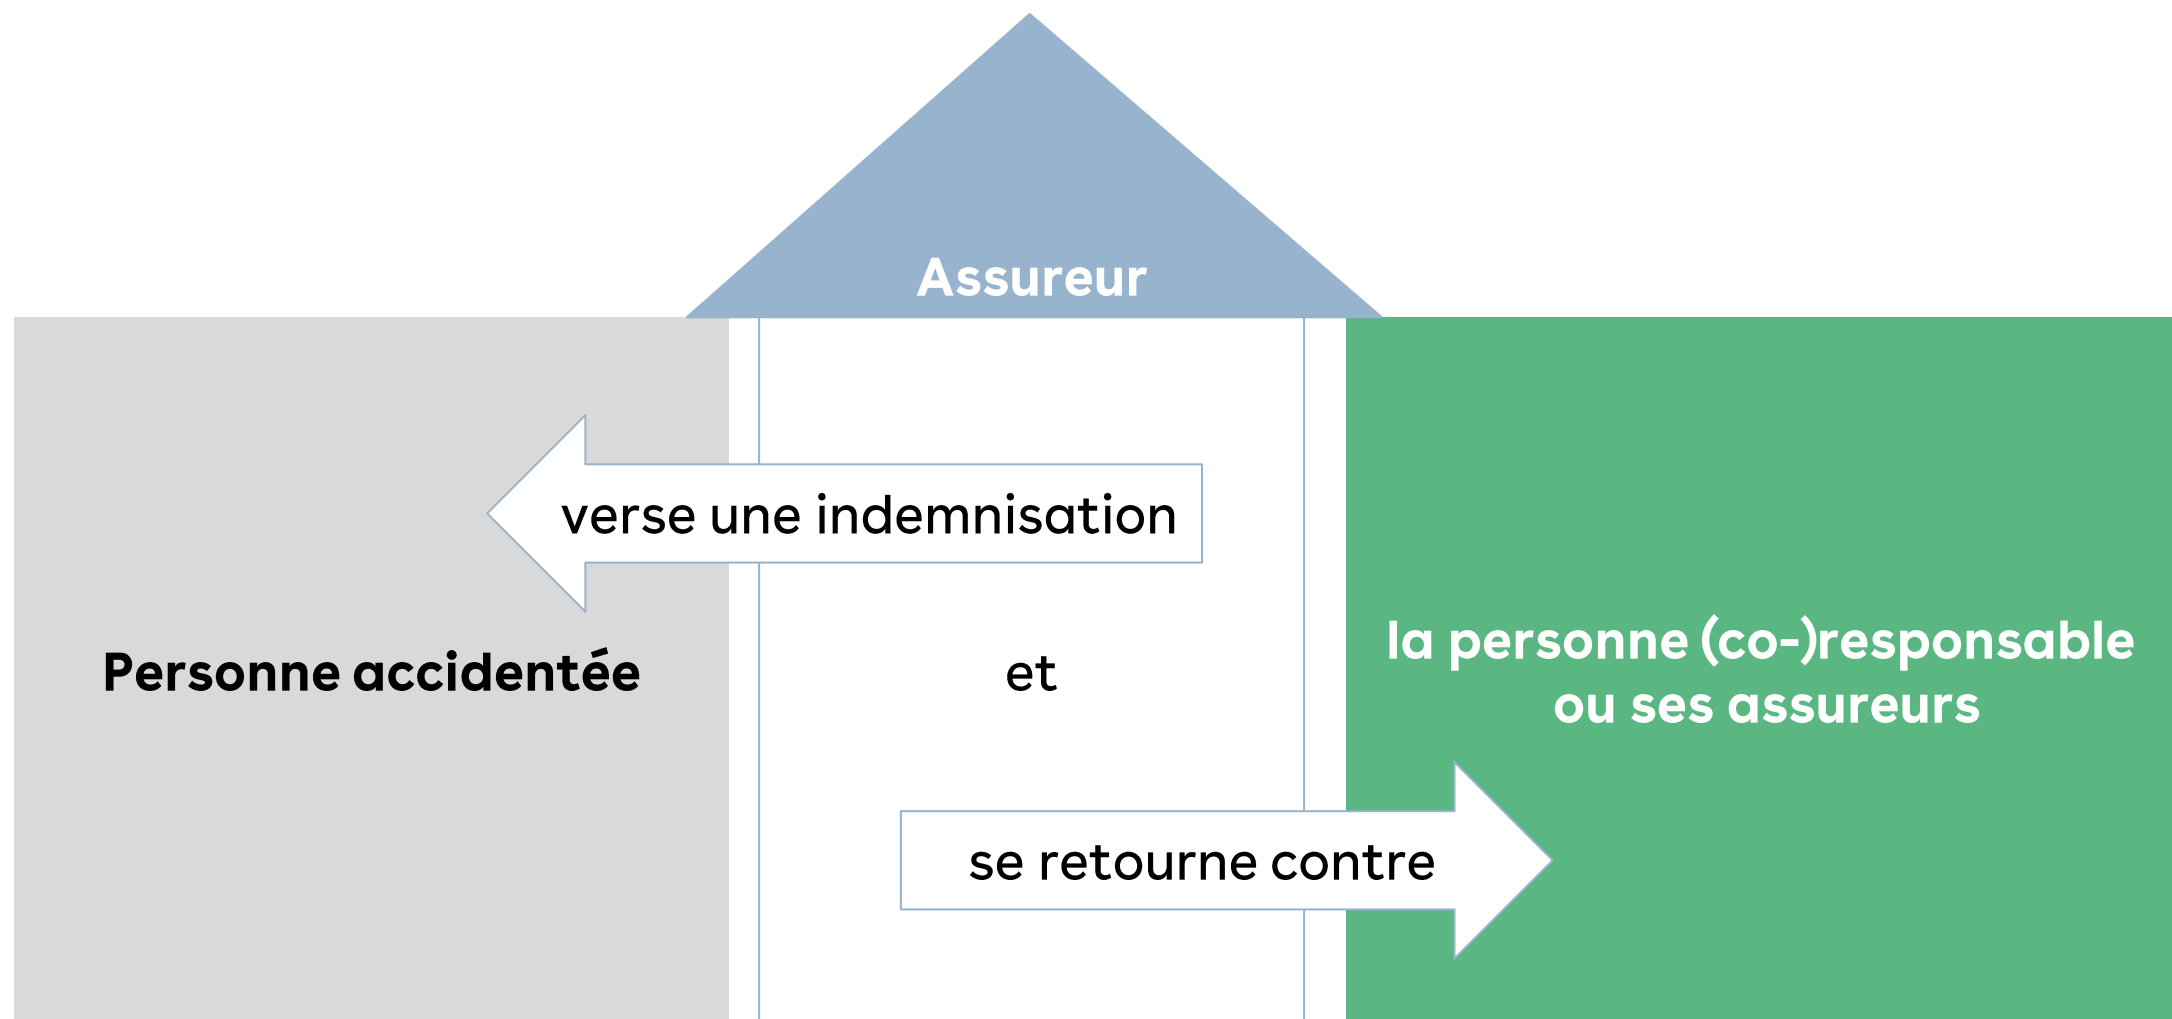 Assureur
verse une indemnisation
Personne accidentée
et
la personne (co-)responsable
ou ses assureurs
se retourne contre